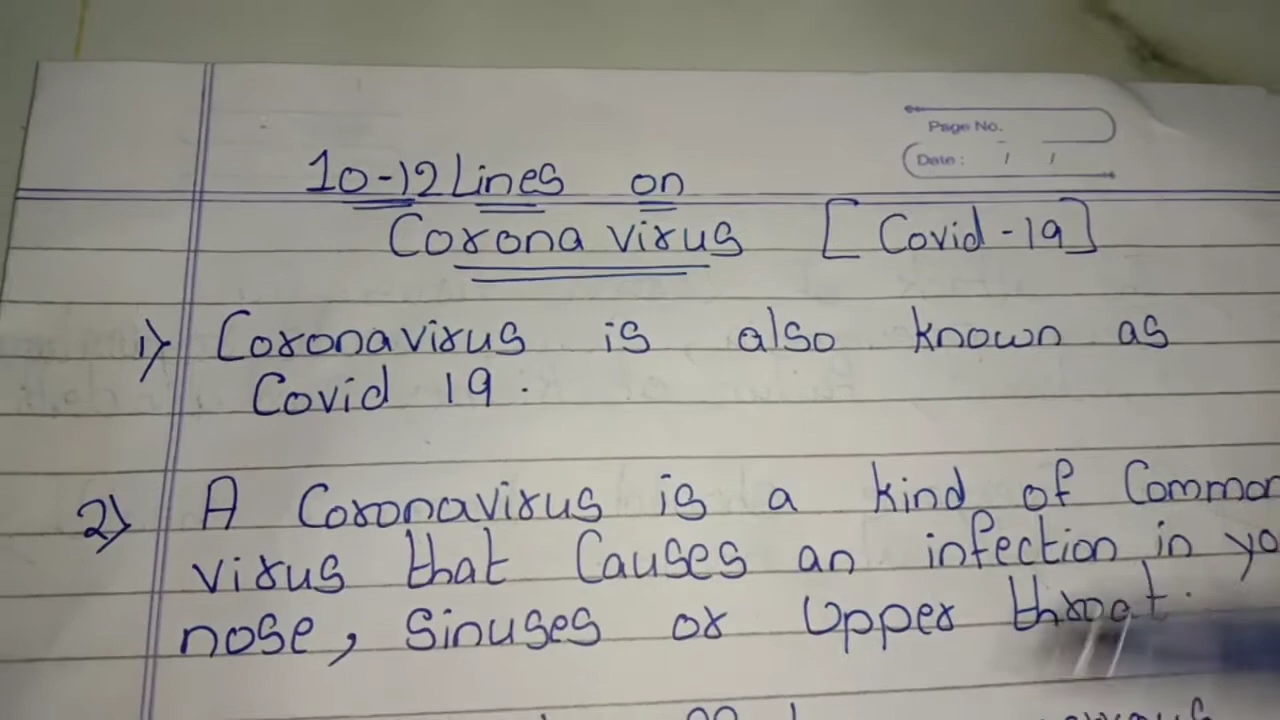 Page No.
Date : / /
10-12 Lines on
Corona virus [Covid-19]
1) Coronavirus is also known as
Covid 19.
2) A Coronavirus is a kind of Common
virus that Causes an infection in yo
nose, Sinuses or Upper throat.